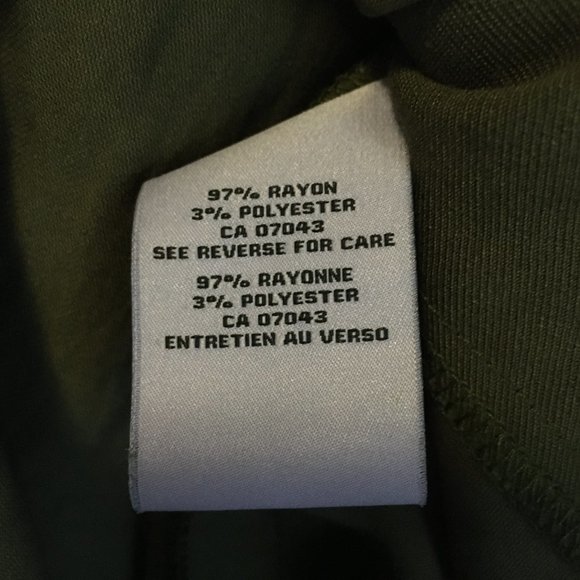 97% RAYON
3% POLYESTER
CA 07043
SEE REVERSE FOR CARE
97% RAYONNE
3% POLYESTER
CA 07043
ENTRETIEN AU VERSO